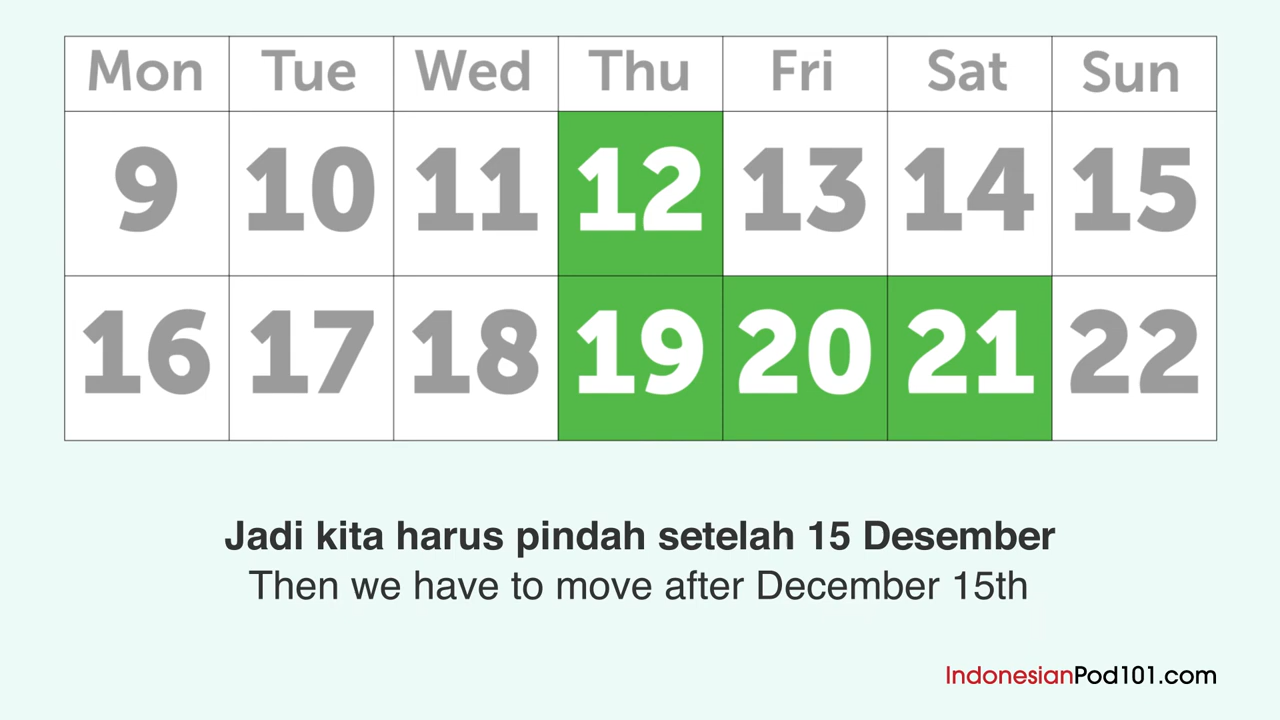 Mon Tue Wed Thu Fri Sat Sun
9 10 11 12 13 14 15
16 17 18 19 20 21 22
Jadi kita harus pindah setelah 15 Desember
Then we have to move after December 15th
IndonesianPod101.com